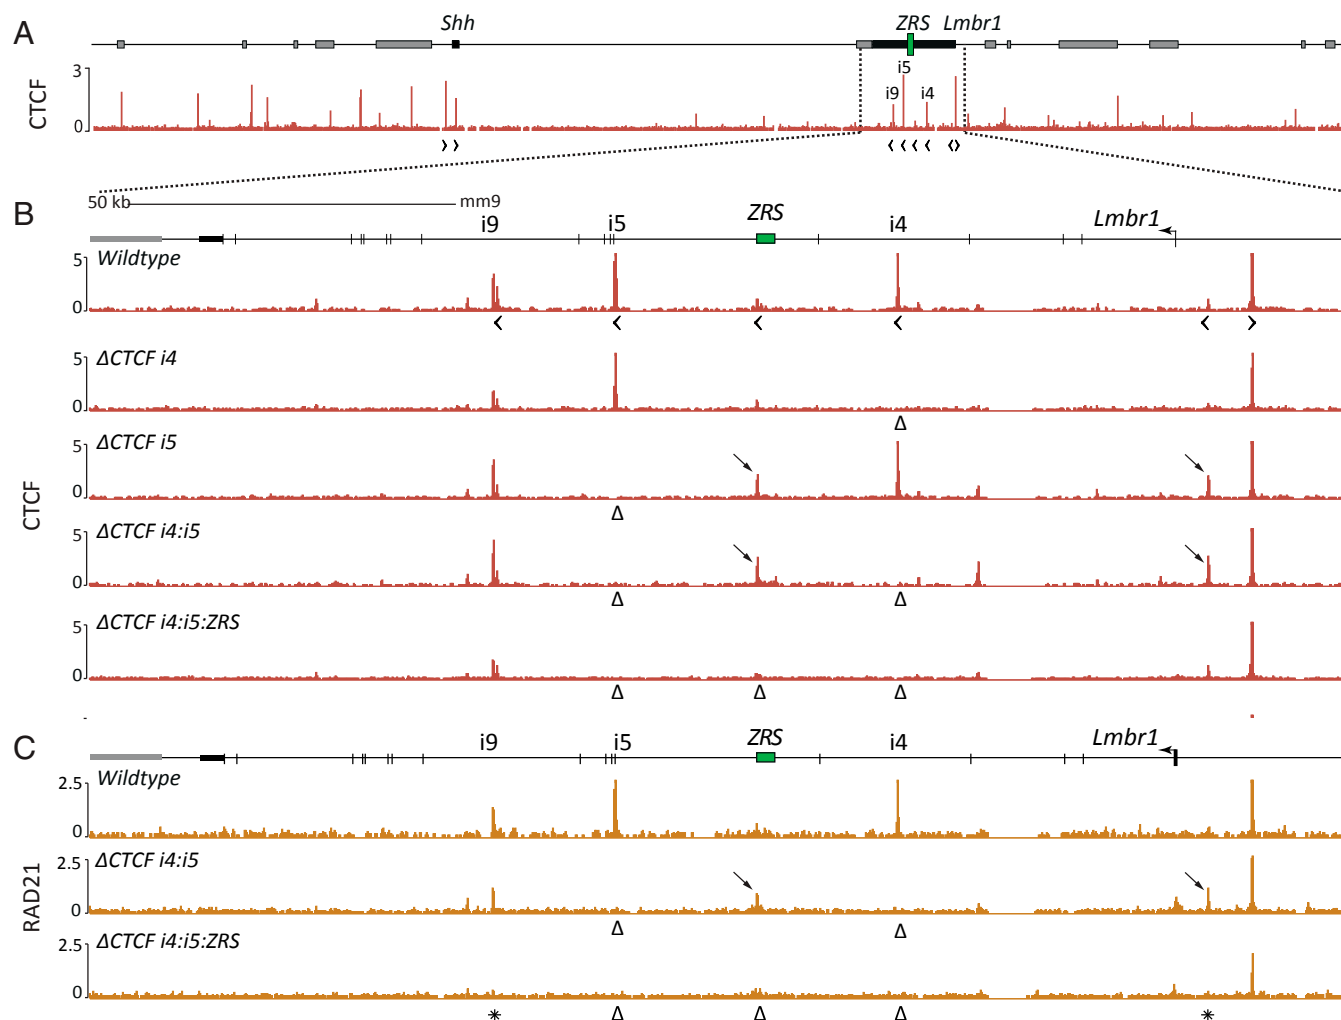 A
Shh
ZRS
Lmbr1
CTCF
3
0
i9
i5
i4
50 kb
mm9
B
i9
i5
ZRS
i4
Lmbr1
CTCF
Wildtype
5
0
ΔCTCF i4
5
0
Δ
ΔCTCF i5
5
0
Δ
ΔCTCF i4:i5
5
0
Δ Δ
ΔCTCF i4:i5:ZRS
5
0
Δ Δ Δ
C
i9
i5
ZRS
i4
Lmbr1
RAD21
Wildtype
2.5
0
ΔCTCF i4:i5
2.5
0
Δ Δ
ΔCTCF i4:i5:ZRS
2.5
0
* Δ Δ Δ *